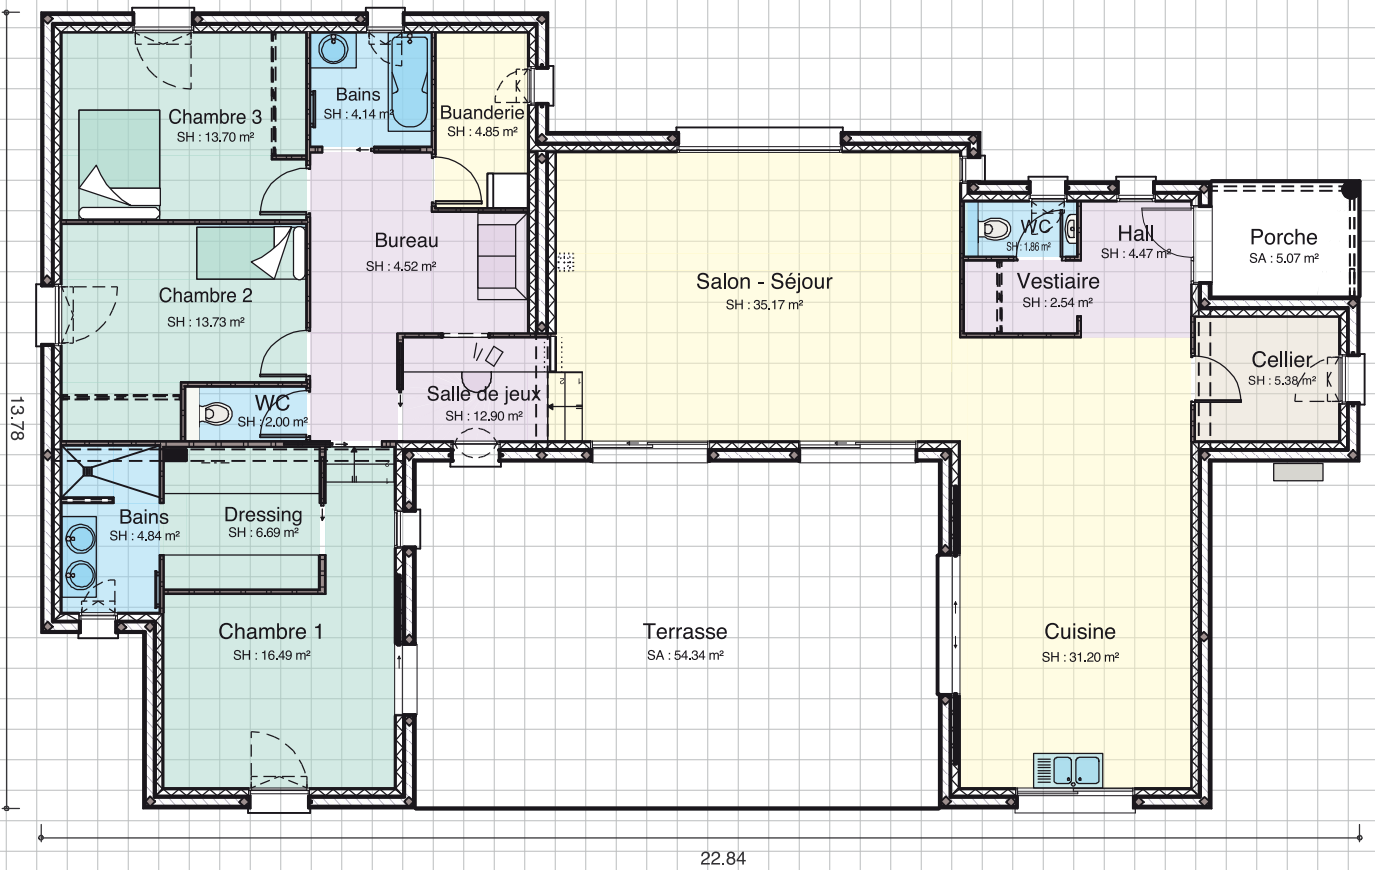 Chambre 3
SH : 13.70 m²
Bains
SH : 4.14 m²
Buanderie
SH : 4.85 m²
Bureau
SH : 4.52 m²
Chambre 2
SH : 13.73 m²
WC
SH : 2.00 m²
Salle de jeux
SH : 12.90 m²
1
2
Salon - Séjour
SH : 35.17 m²
WC
SH : 1.86 m²
Hall
SH : 4.47 m²
Vestiaire
SH : 2.54 m²
Porche
SA : 5.07 m²
Cellier
SH : 5.38 m²
Bains
SH : 4.84 m²
Dressing
SH : 6.69 m²
Chambre 1
SH : 16.49 m²
Terrasse
SA : 54.34 m²
Cuisine
SH : 31.20 m²
13.78
22.84